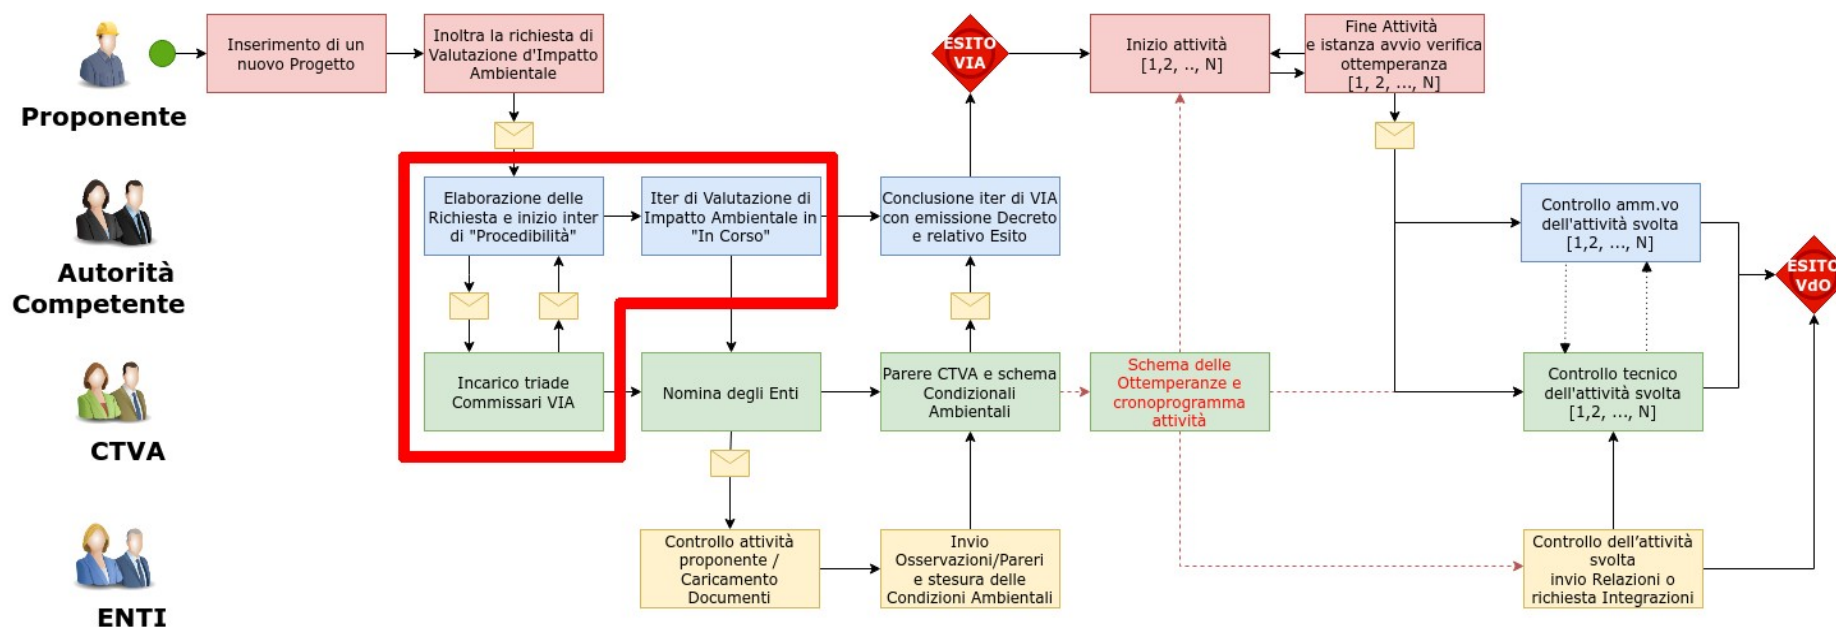 Proponente
Inserimento di un
nuovo Progetto
Inoltra la richiesta di
Valutazione d'Impatto
Ambientale
ESITO
VIA
Inizio attività
[1,2, .., N]
Fine Attività
e istanza avvio verifica
ottemperanza
[1, 2, ..., N]
Autorità
Competente
Elaborazione delle
Richiesta e inizio inter
di "Procedibilità"
Iter di Valutazione di
Impatto Ambientale in
"In Corso"
Conclusione iter di VIA
con emissione Decreto
e relativo Esito
Controllo amm.vo
dell'attività svolta
[1,2, ..., N]
ESITO
VdO
CTVA
Incarico triade
Commissari VIA
Nomina degli Enti
Parere CTVA e schema
Condizionali
Ambientali
Schema delle
Ottemperanze e
cronoprogramma
attività
Controllo tecnico
dell'attività svolta
[1,2, ..., N]
ENTI
Controllo attività
proponente /
Caricamento
Documenti
Invio
Osservazioni/Pareri
e stesura delle
Condizioni Ambientali
Controllo dell’attività
svolta
invio Relazioni o
richiesta Integrazioni